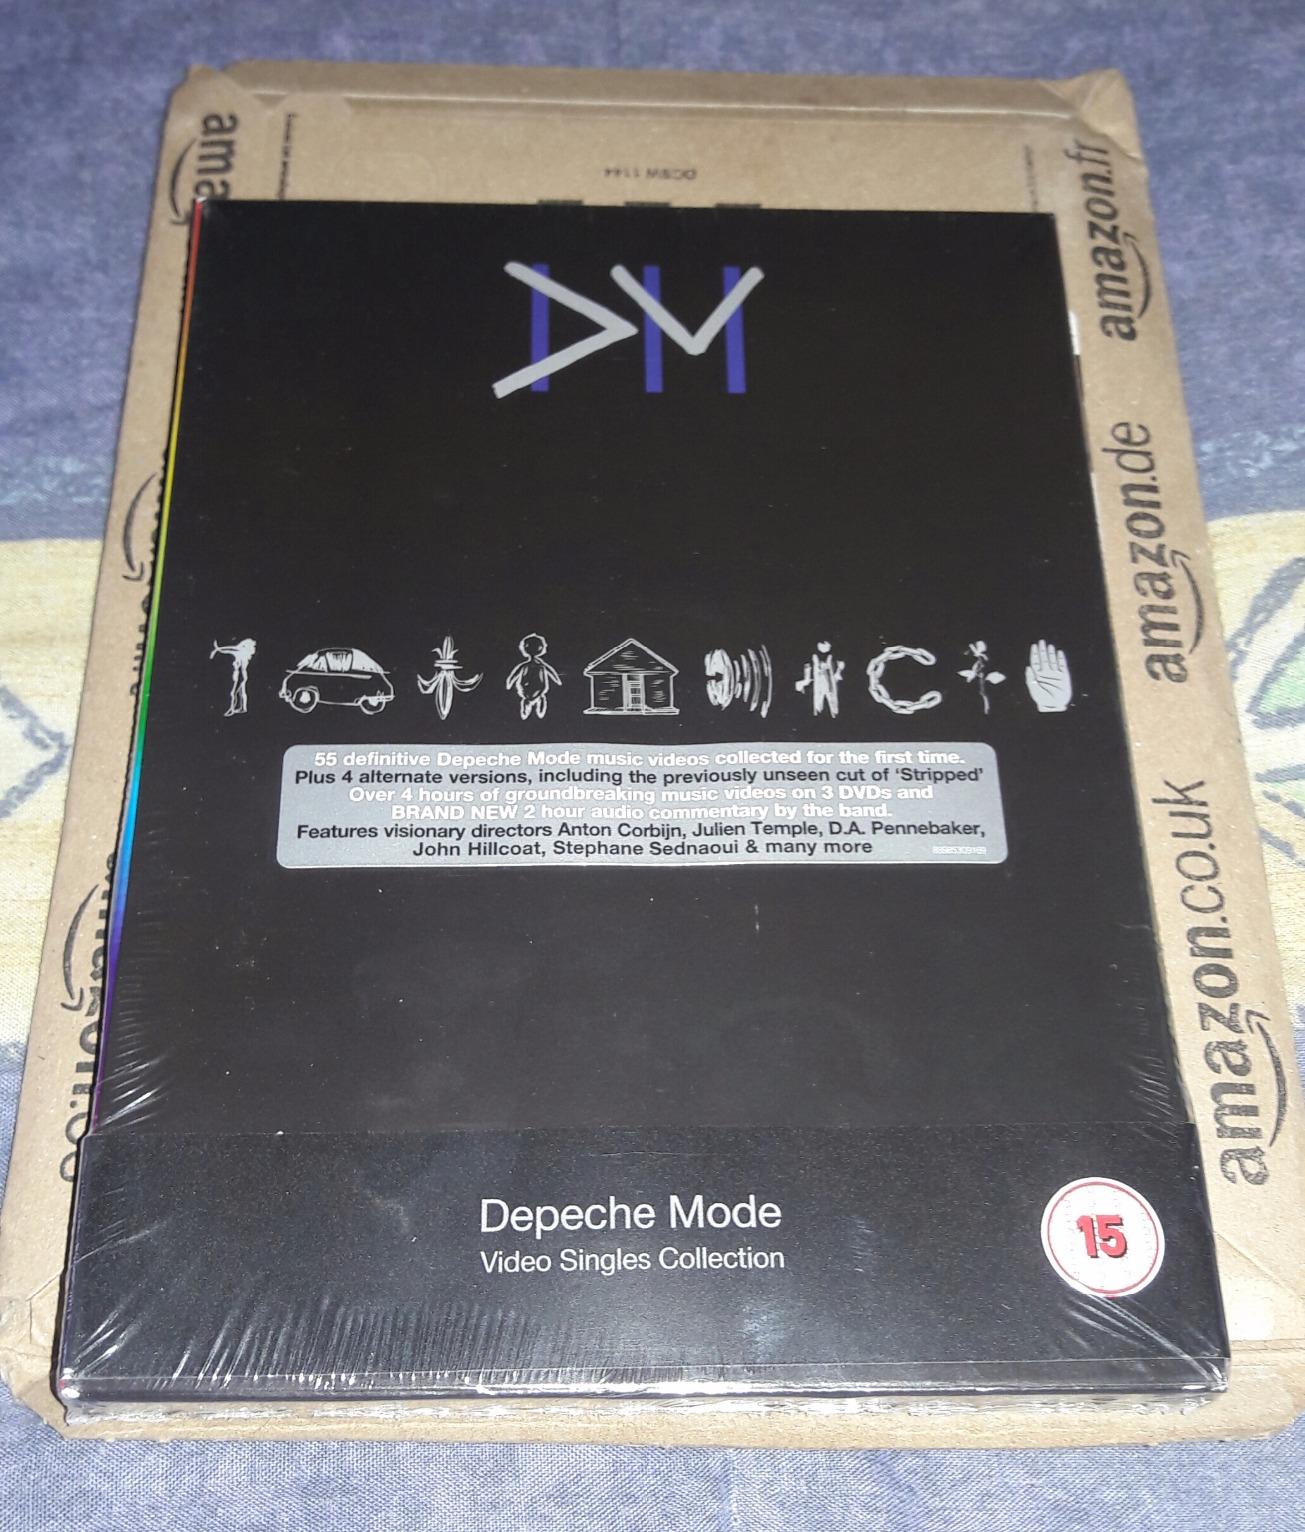 ama
DCSW 1144
amazon.fr
amazon.de
amazon.co.uk
DM
55 definitive Depeche Mode music videos collected for the first time.
Plus 4 alternate versions, including the previously unseen cut of 'Stripped'
Over 4 hours of groundbreaking music videos on 3 DVDs and
BRAND NEW 2 hour audio commentary by the band.
Features visionary directors Anton Corbijn, Julien Temple, D.A. Pennebaker,
John Hillcoat, Stephane Sednaoui & many more
Depeche Mode
Video Singles Collection
15